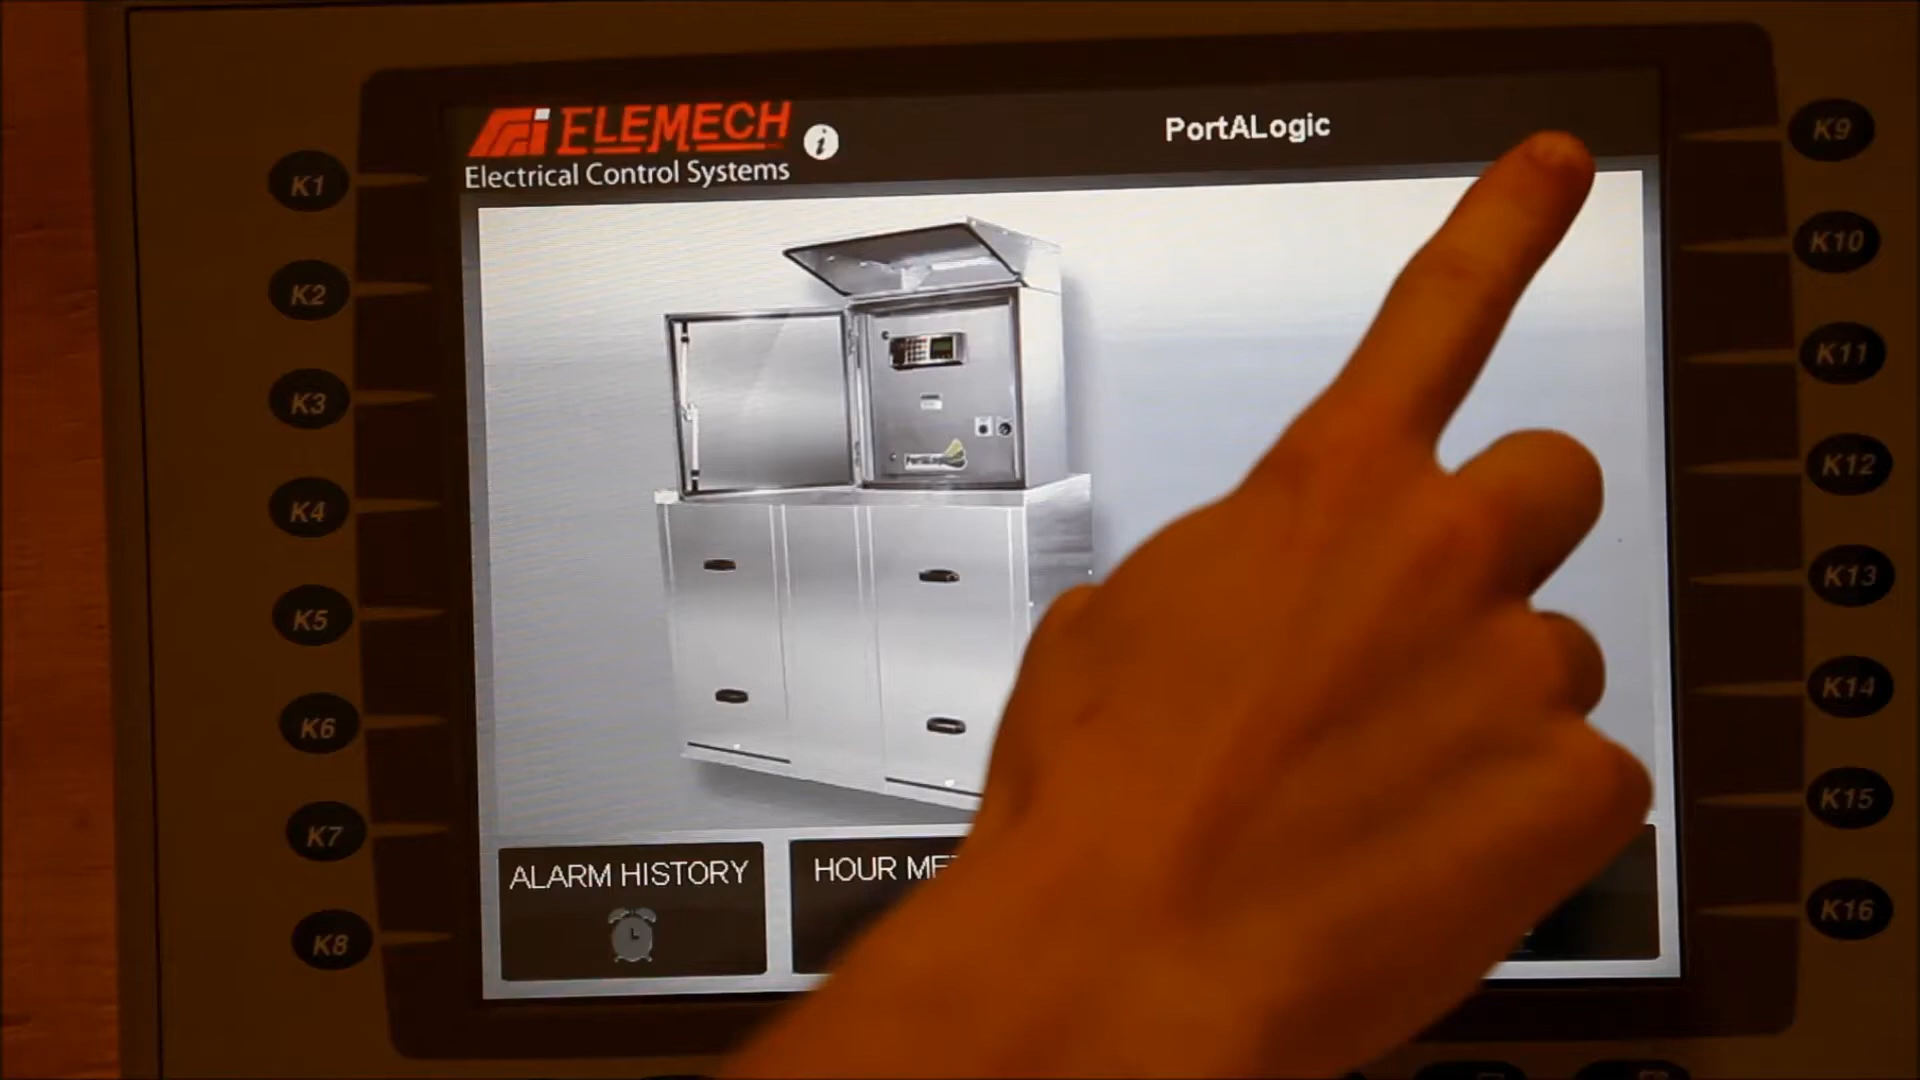 ELEMECH
Electrical Control Systems
i
PortALogic
K1
K2
K3
K4
K5
K6
K7
K8
K9
K10
K11
K12
K13
K14
K15
K16
ALARM HISTORY
HOUR